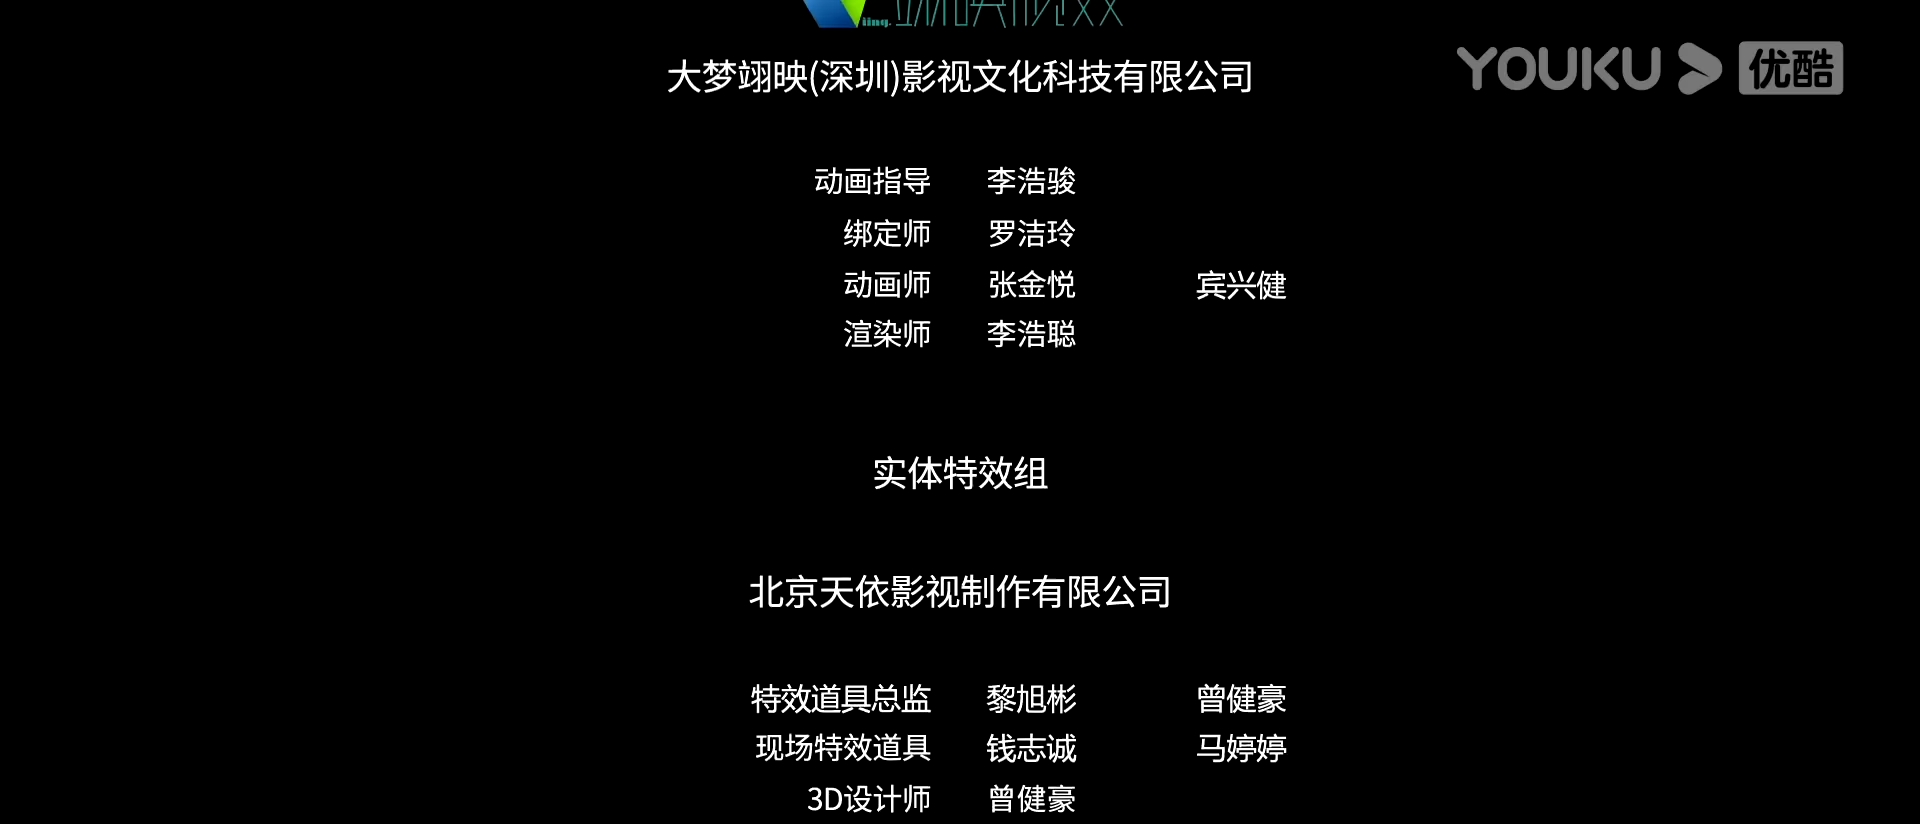 大梦翊映(深圳)影视文化科技有限公司
YOUKU 优酷
动画指导 李浩骏
绑定师 罗洁玲
动画师 张金悦 宾兴健
渲染师 李浩聪
实体特效组
北京天依影视制作有限公司
特效道具总监 黎旭彬 曾健豪
现场特效道具 钱志诚 马婷婷
3D设计师 曾健豪